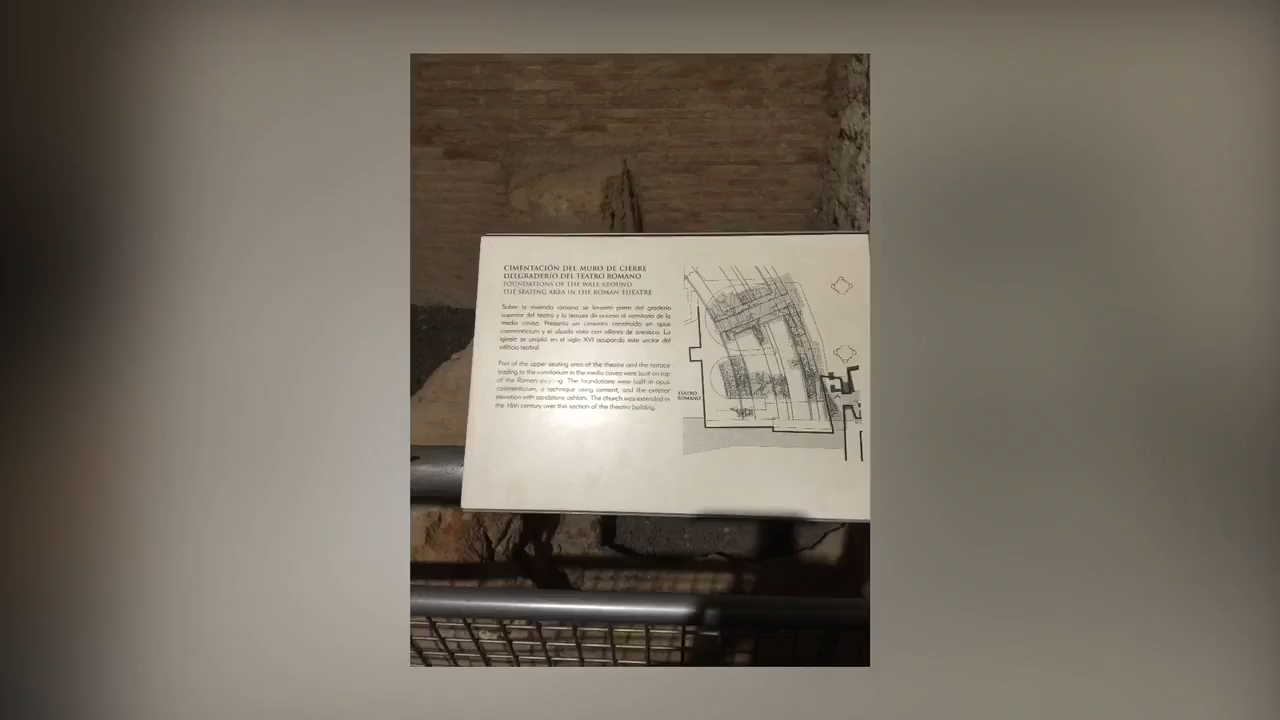 CIMENTACIÓN DEL MURO DE CIERRE
DELGRADERÍO DEL TEATRO ROMANO
FOUNDATIONS OF THE WALL AROUND
THE SEATING AREA IN THE ROMAN THEATRE
Sobre la vivienda romana se levantó parte del graderío
superior del teatro y la terraza de acceso al vomitorio de la
media cavea. Presenta un cimiento construido en opus
caementicium y el alzado visto con sillares de arenisca. La
iglesia se amplió en el siglo XVI ocupando este sector del
edificio teatral.
Part of the upper seating area of the theatre and the terrace
leading to the vomitorium in the media cavea were built on top
of the Roman The foundations were built in opus
caementicium, a technique using cement, and the exterior
elevation with sandstone ashlars. The church was extended in
the 16th century over this section of the theatre building.
TEATRO
ROMANO